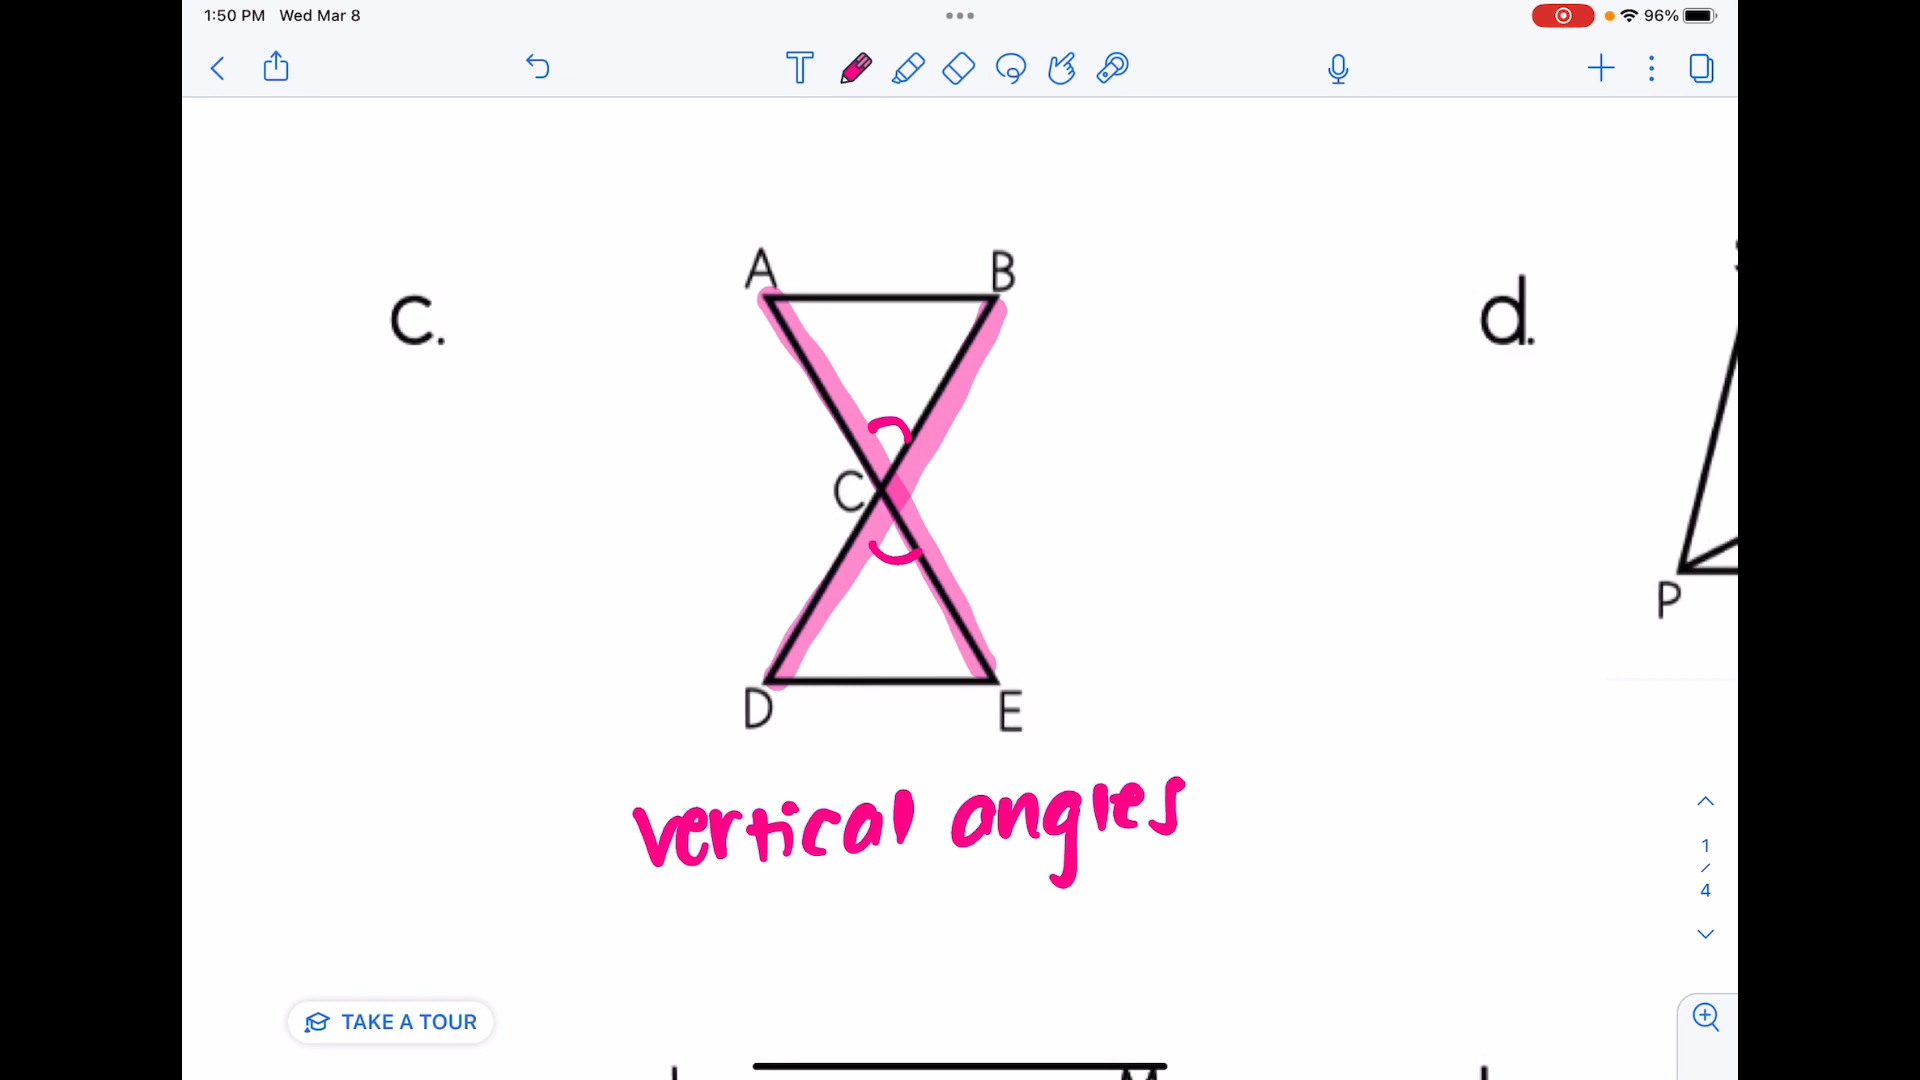 1:50 PM Wed Mar 8
96%
T
A
B
c.
d.
C
P
D
E
vertical angles
1
/
4
TAKE A TOUR